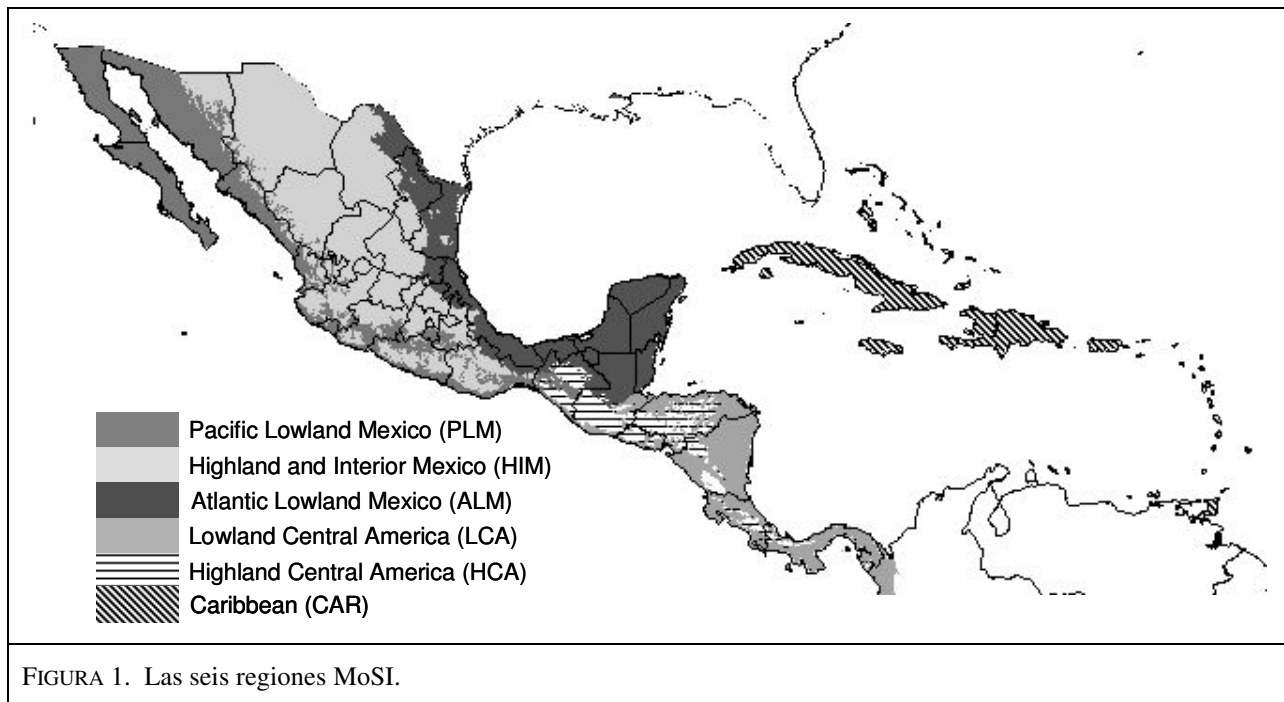 Pacific Lowland Mexico (PLM)
Highland and Interior Mexico (HIM)
Atlantic Lowland Mexico (ALM)
Lowland Central America (LCA)
Highland Central America (HCA)
Caribbean (CAR)
FIGURA 1. Las seis regiones MoSI.